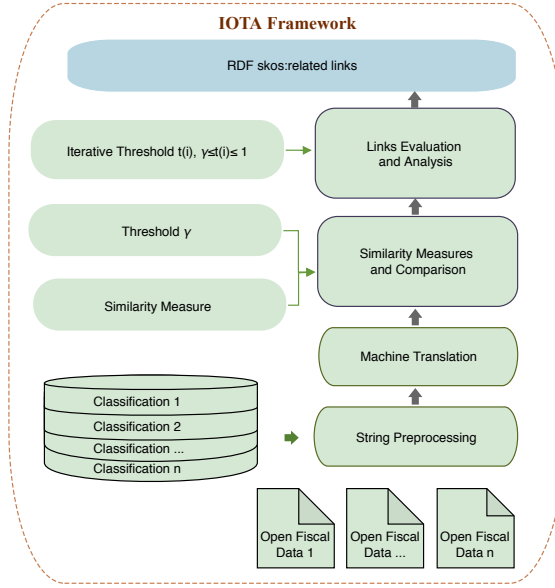 IOTA Framework
RDF skos:related links
Iterative Threshold t(i), γ≤t(i)≤ 1
Links Evaluation
and Analysis
Threshold γ
Similarity Measures
and Comparison
Similarity Measure
Machine Translation
Classification 1
Classification 2
Classification ...
Classification n
String Preprocessing
Open Fiscal
Data 1
Open Fiscal
Data ...
Open Fiscal
Data n